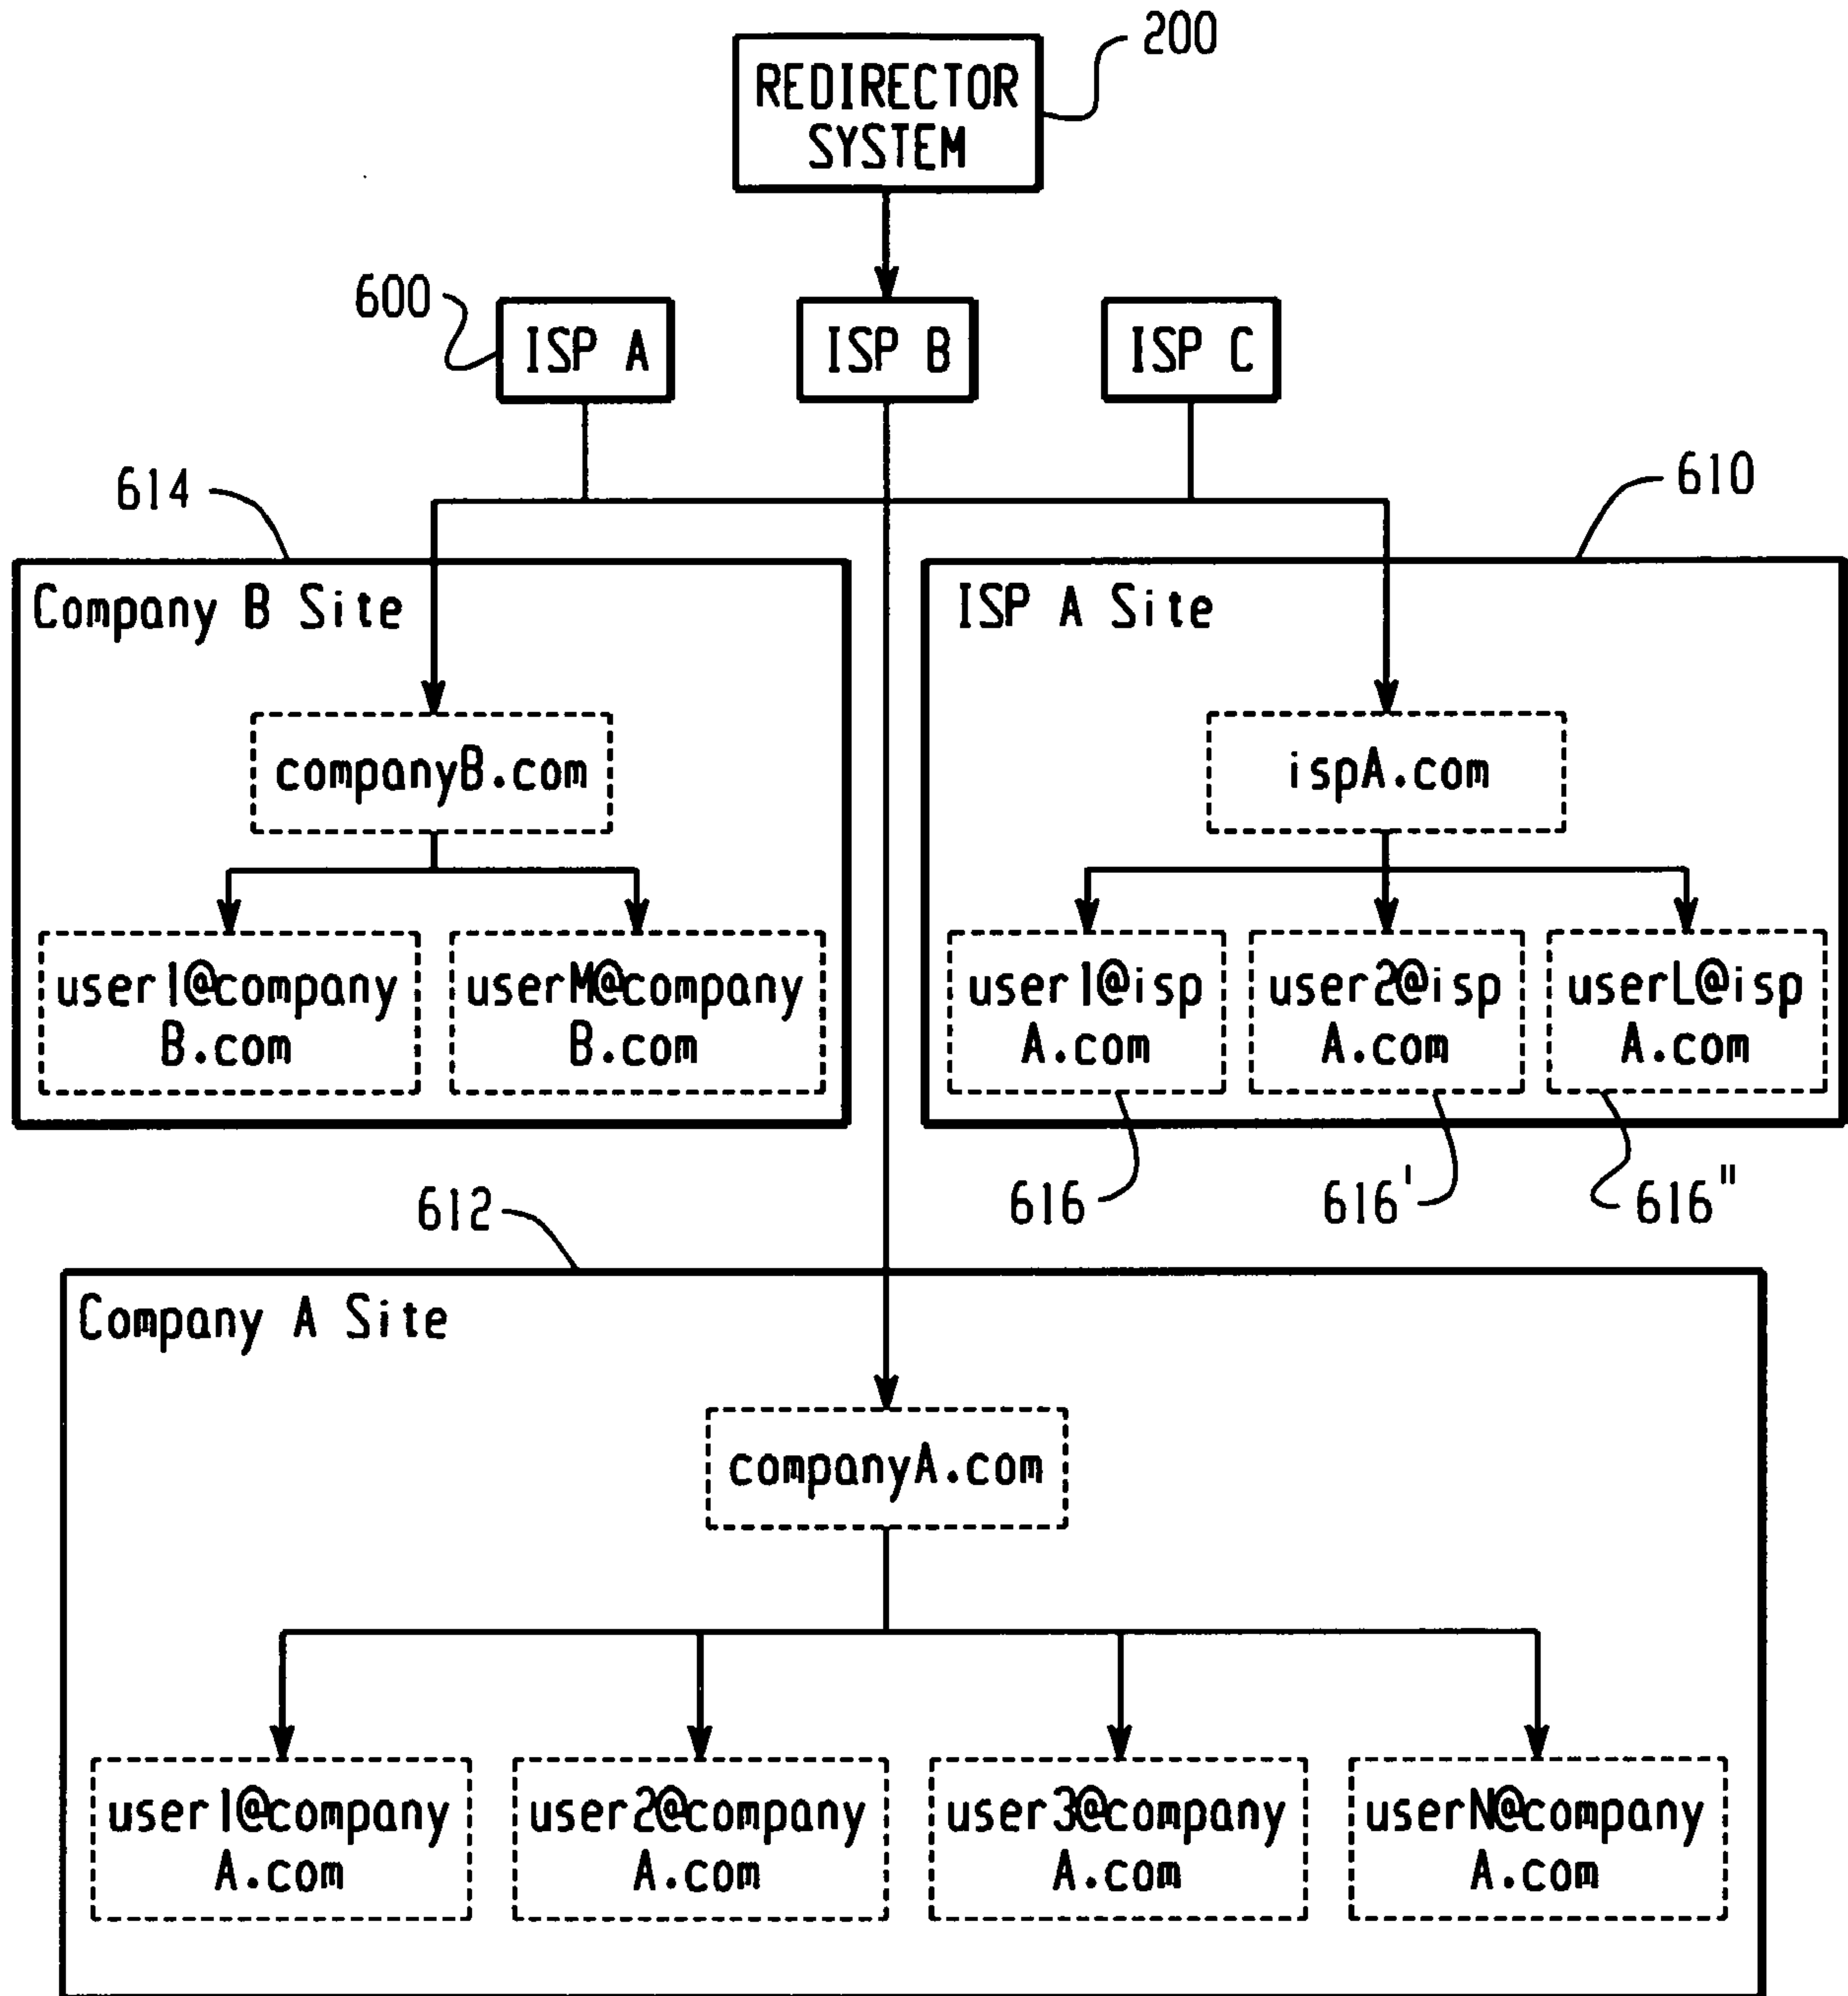 200
REDIRECTOR
SYSTEM
600
ISP A
ISP B
ISP C
614
610
Company B Site
ISP A Site
companyB.com
ispA.com
user1@company
B.com
userM@company
B.com
user1@isp
A.com
user2@isp
A.com
userL@isp
A.com
616
616'
616"
612
Company A Site
companyA.com
user1@company
A.com
user2@company
A.com
user3@company
A.com
userN@company
A.com